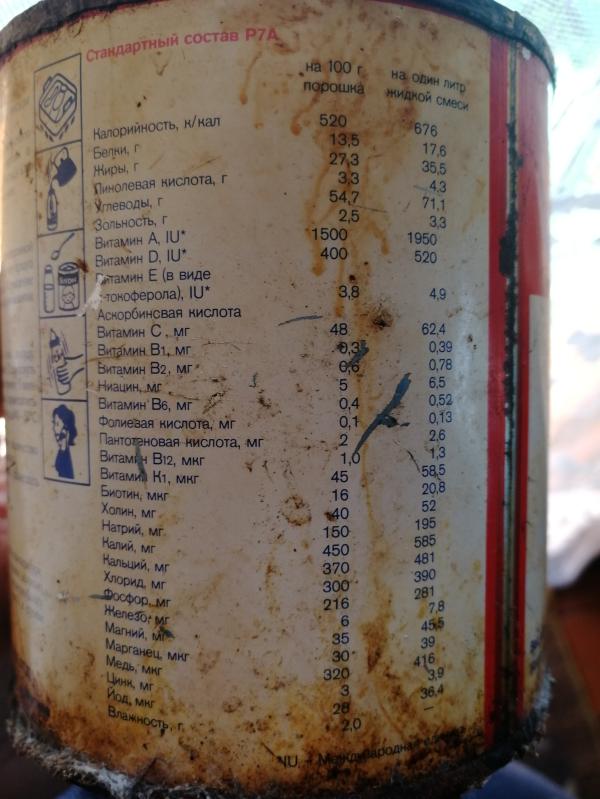 Стандартный состав Р7А
на 100 г порошка
на один литр жидкой смеси
Калорийность, к/кал 520 676
Белки, г 13,5 17,6
Жиры, г 27,3 35,5
Линолевая кислота, г 3,3 4,3
Углеводы, г 54,7 71,1
Зольность, г 2,5 3,3
Витамин A, IU* 1500 1950
Витамин D, IU* 400 520
Витамин E (в виде
-токоферола), IU* 3,8 4,9
Аскорбинсвая кислота
Витамин C, мг 48 62,4
Витамин B1, мг 0,3 0,39
Витамин B2, мг 0,6 0,78
Ниацин, мг 5 6,5
Витамин B6, мг 0,4 0,52
Фолиевая кислота, мг 0,1 0,13
Пантотеновая кислота, мг 2 2,6
Витамин B12, мкг 1,0 1,3
Витамин K1, мкг 45 58,5
Биотин, мкг 16 20,8
Холин, мг 40 52
Натрий, мг 150 195
Калий, мг 450 585
Кальций, мг 370 481
Хлорид, мг 300 390
Фосфор, мг 216 281
Железо, мг 6 7,8
Магний, мг 35 45,5
Марганец, мкг 30 39
Медь, мкг 320 416
Цинк, мг 3 3,9
Йод, мкг 28 36,4
Влажность, г 2,0 –
*IU – Международная